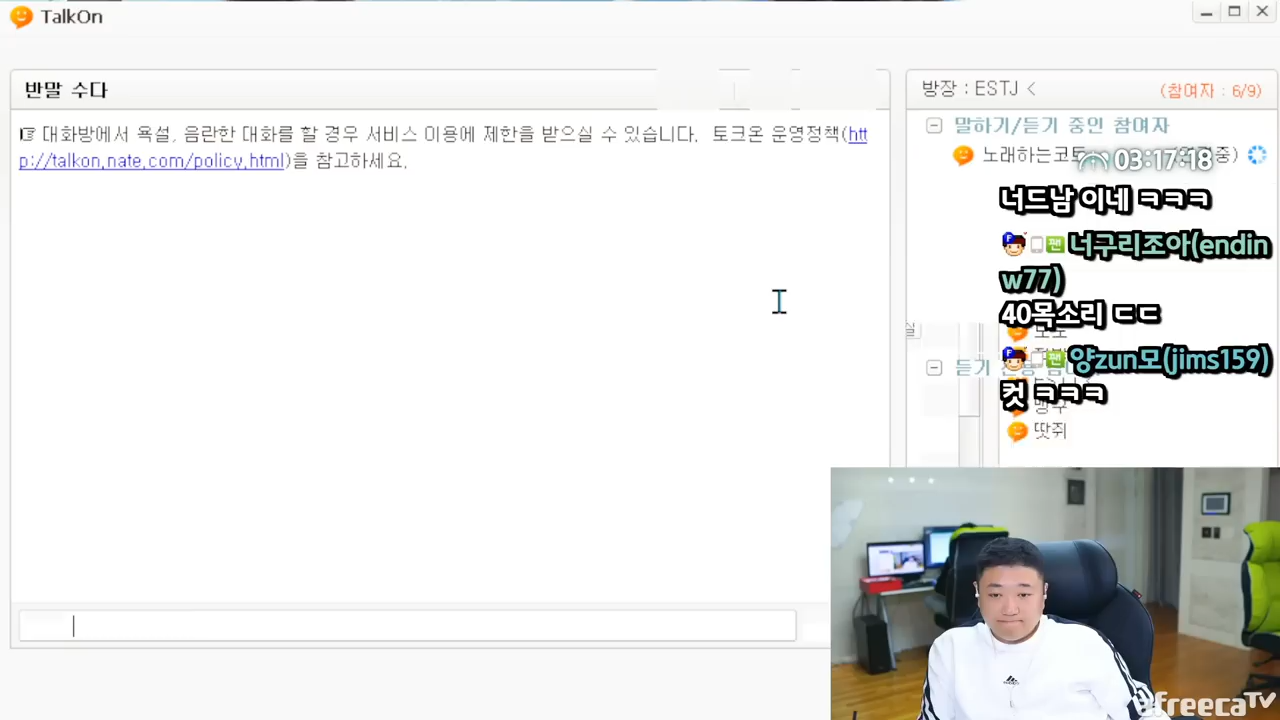 TalkOn
반말 수다
☞ 대화방에서 욕설, 음란한 대화를 할 경우 서비스 이용에 제한을 받으실 수 있습니다. 토크온 운영정책(htt
p://talkon.nate.com/policy.html)을 참고하세요.
방장 : ESTJ <
(참여자 : 6/9)
말하기/듣기 중인 참여자
노래하는코
03:17:18
너드남 이네 ㅋㅋㅋ
팬 너구리조아(endin
w77)
40목소리 ㄷㄷ
팬 양zun모(jims159)
듣기
컷 ㅋㅋㅋ
땃쥐
afreecaTV